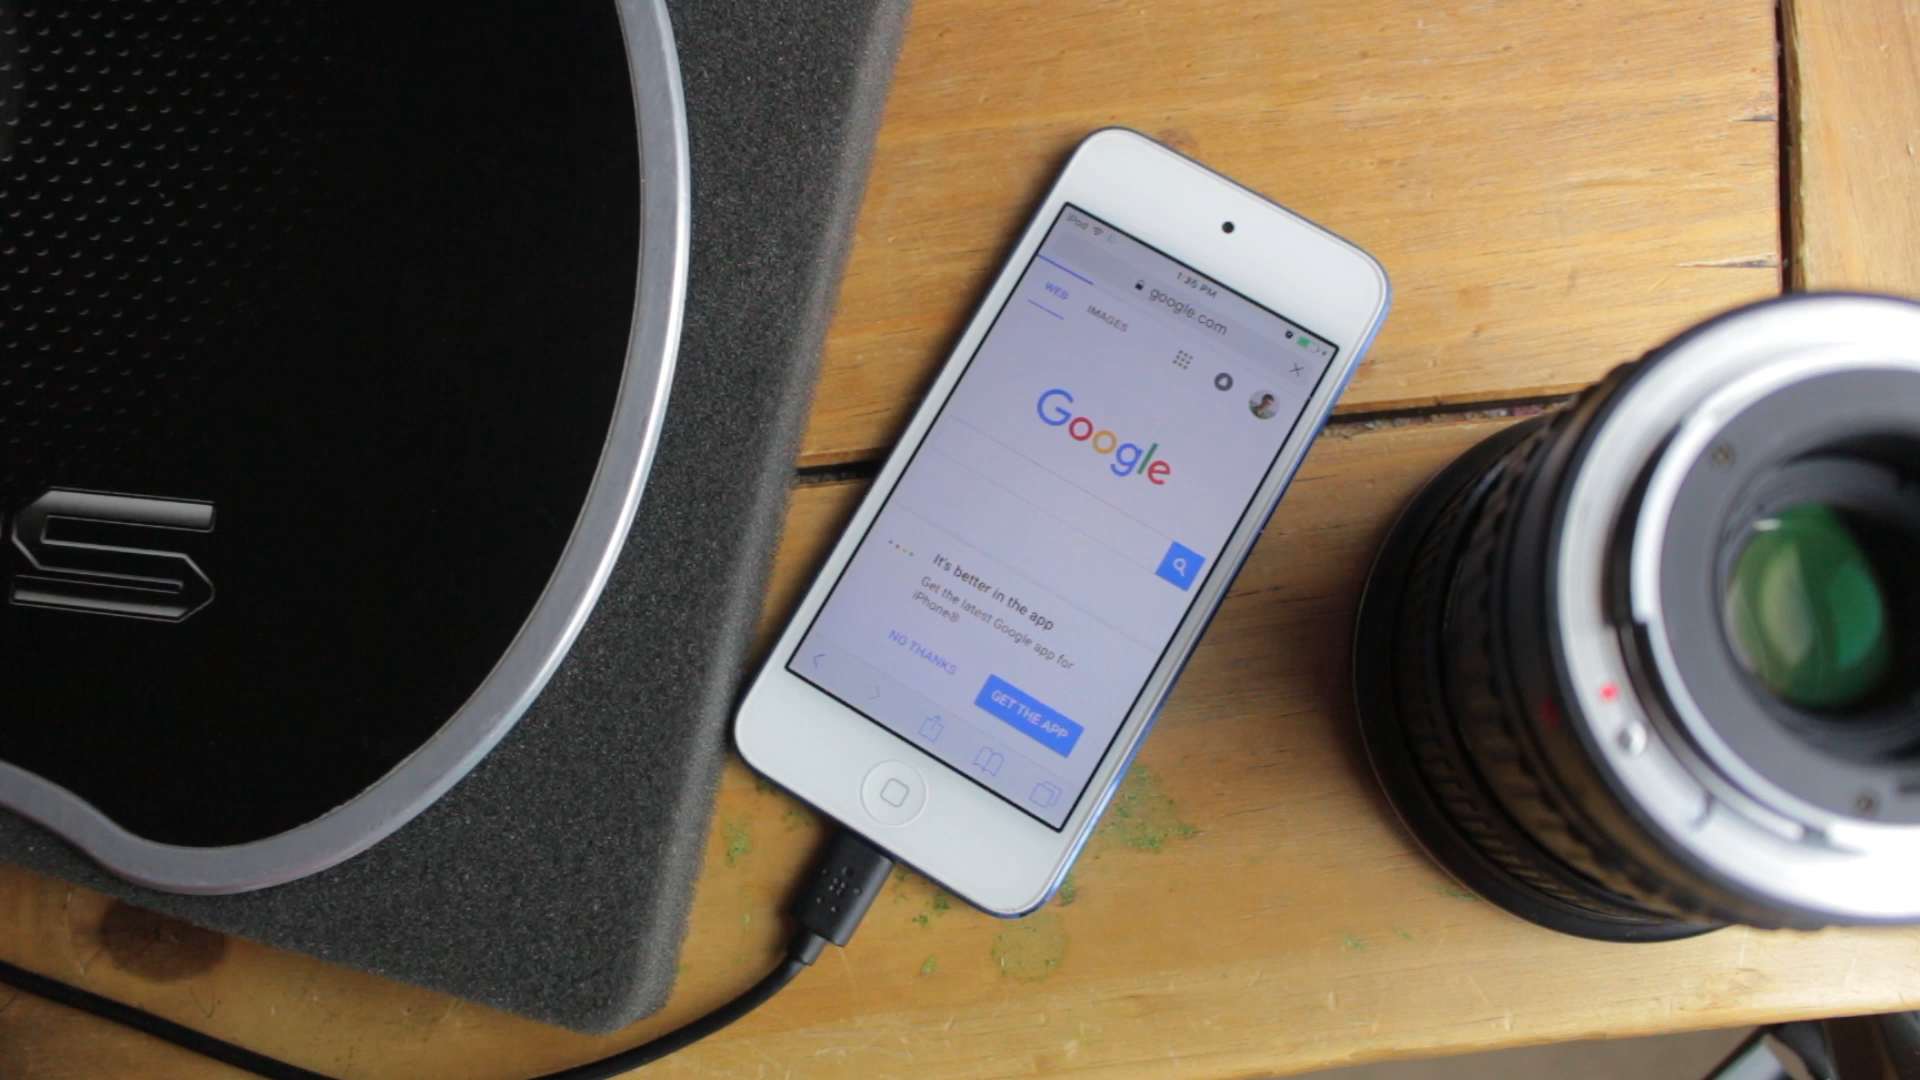 iPod
1:35 PM
google.com
WEB
IMAGES
Google
It's better in the app
Get the latest Google app for
iPhone®
NO THANKS
GET THE APP
S